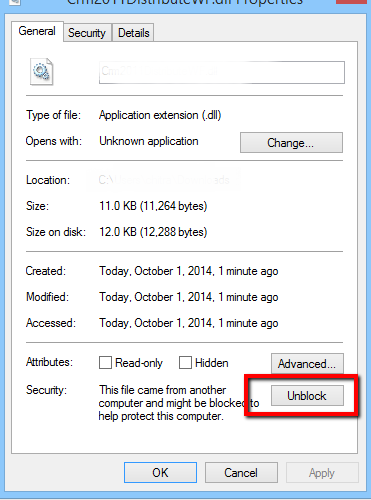 Crm2011DistributeWF.dll Properties
General Security Details
Type of file: Application extension (.dll)
Opens with: Unknown application Change...
Location: C:\
Size: 11.0 KB (11,264 bytes)
Size on disk: 12.0 KB (12,288 bytes)
Created: Today, October 1, 2014, 1 minute ago
Modified: Today, October 1, 2014, 1 minute ago
Accessed: Today, October 1, 2014, 1 minute ago
Attributes: Read-only Hidden Advanced...
Security: This file came from another Unblock
computer and might be blocked to
help protect this computer.
OK Cancel Apply